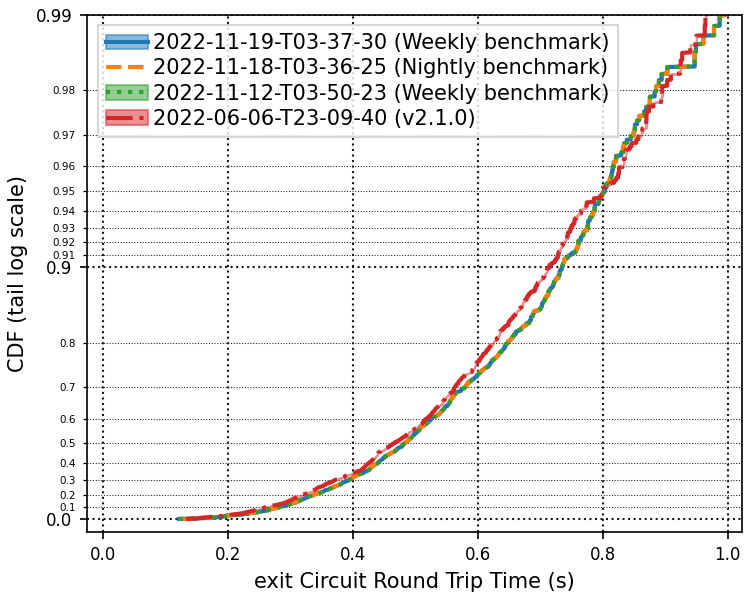 0.99
2022-11-19-T03-37-30 (Weekly benchmark)
2022-11-18-T03-36-25 (Nightly benchmark)
2022-11-12-T03-50-23 (Weekly benchmark)
2022-06-06-T23-09-40 (v2.1.0)
0.98
0.97
0.96
0.95
0.94
0.93
0.92
0.91
0.9
0.8
0.7
0.6
0.5
0.4
0.3
0.2
0.1
0.0
CDF (tail log scale)
0.0 0.2 0.4 0.6 0.8 1.0
exit Circuit Round Trip Time (s)